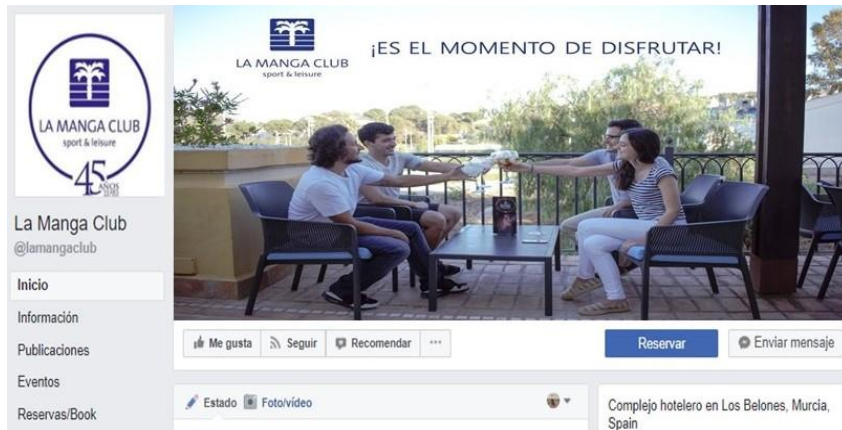 LA MANGA CLUB
sport & leisure
45
AÑOS
LA MANGA CLUB
sport & leisure
¡ES EL MOMENTO DE DISFRUTAR!
La Manga Club
@lamangaclub
Inicio
Información
Publicaciones
Eventos
Reservas/Book
Me gusta
Seguir
Recomendar
Reservar
Enviar mensaje
Estado
Foto/vídeo
Complejo hotelero en Los Belones, Murcia,
Spain